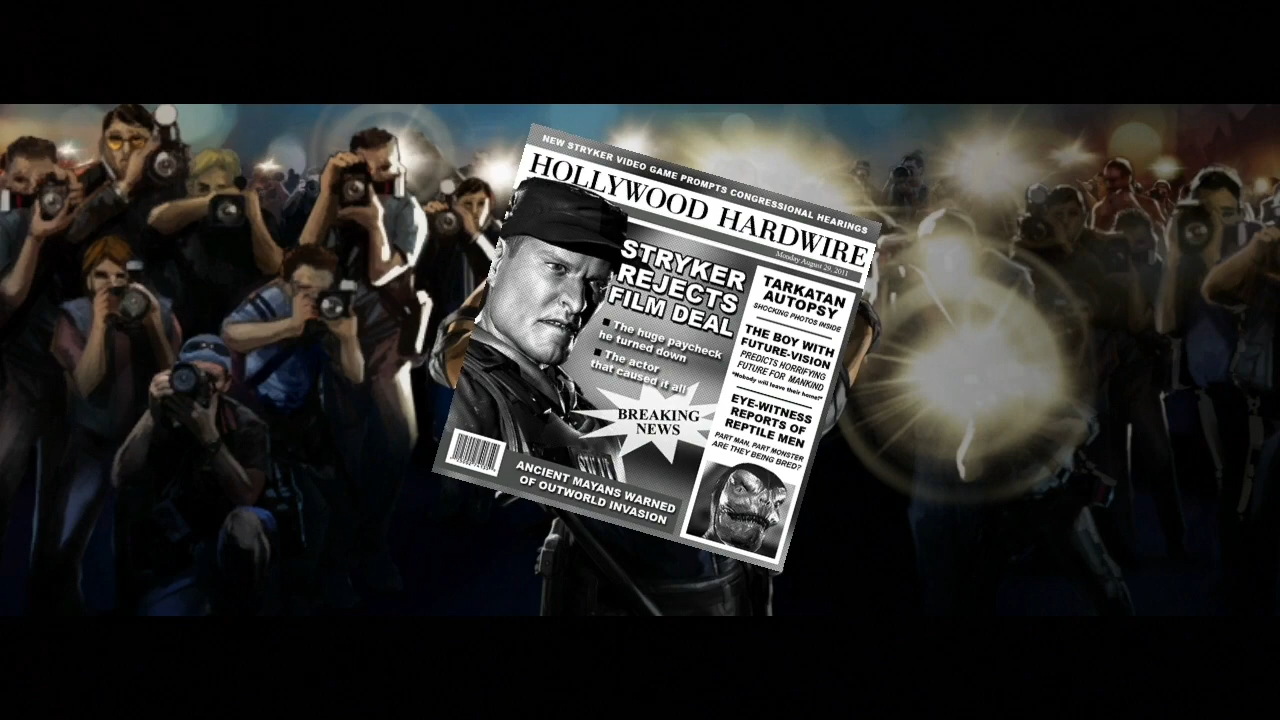 NEW STRYKER VIDEO GAME PROMPTS CONGRESSIONAL HEARINGS
HOLLYWOOD HARDWIRE
Monday August 29, 2011
STRYKER
REJECTS
FILM DEAL
■ The huge paycheck
he turned down
■ The actor
that caused it all
BREAKING
NEWS
ANCIENT MAYANS WARNED
OF OUTWORLD INVASION
TARKATAN
AUTOPSY
SHOCKING PHOTOS INSIDE
THE BOY WITH
FUTURE-VISION
PREDICTS HORRIFYING
FUTURE FOR MANKIND
"Nobody will leave their home!"
EYE-WITNESS
REPORTS OF
REPTILE MEN
PART MAN, PART MONSTER
ARE THEY BEING BRED?